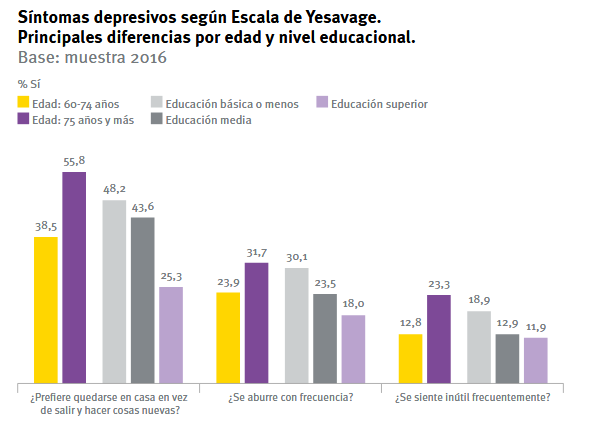 Síntomas depresivos según Escala de Yesavage.
Principales diferencias por edad y nivel educacional.
Base: muestra 2016
% Sí
Edad: 60-74 años
Educación básica o menos
Educación superior
Edad: 75 años y más
Educación media
38,5
55,8
48,2
43,6
25,3
23,9
31,7
30,1
23,5
18,0
12,8
23,3
18,9
12,9
11,9
¿Prefiere quedarse en casa en vez
de salir y hacer cosas nuevas?
¿Se aburre con frecuencia?
¿Se siente inútil frecuentemente?